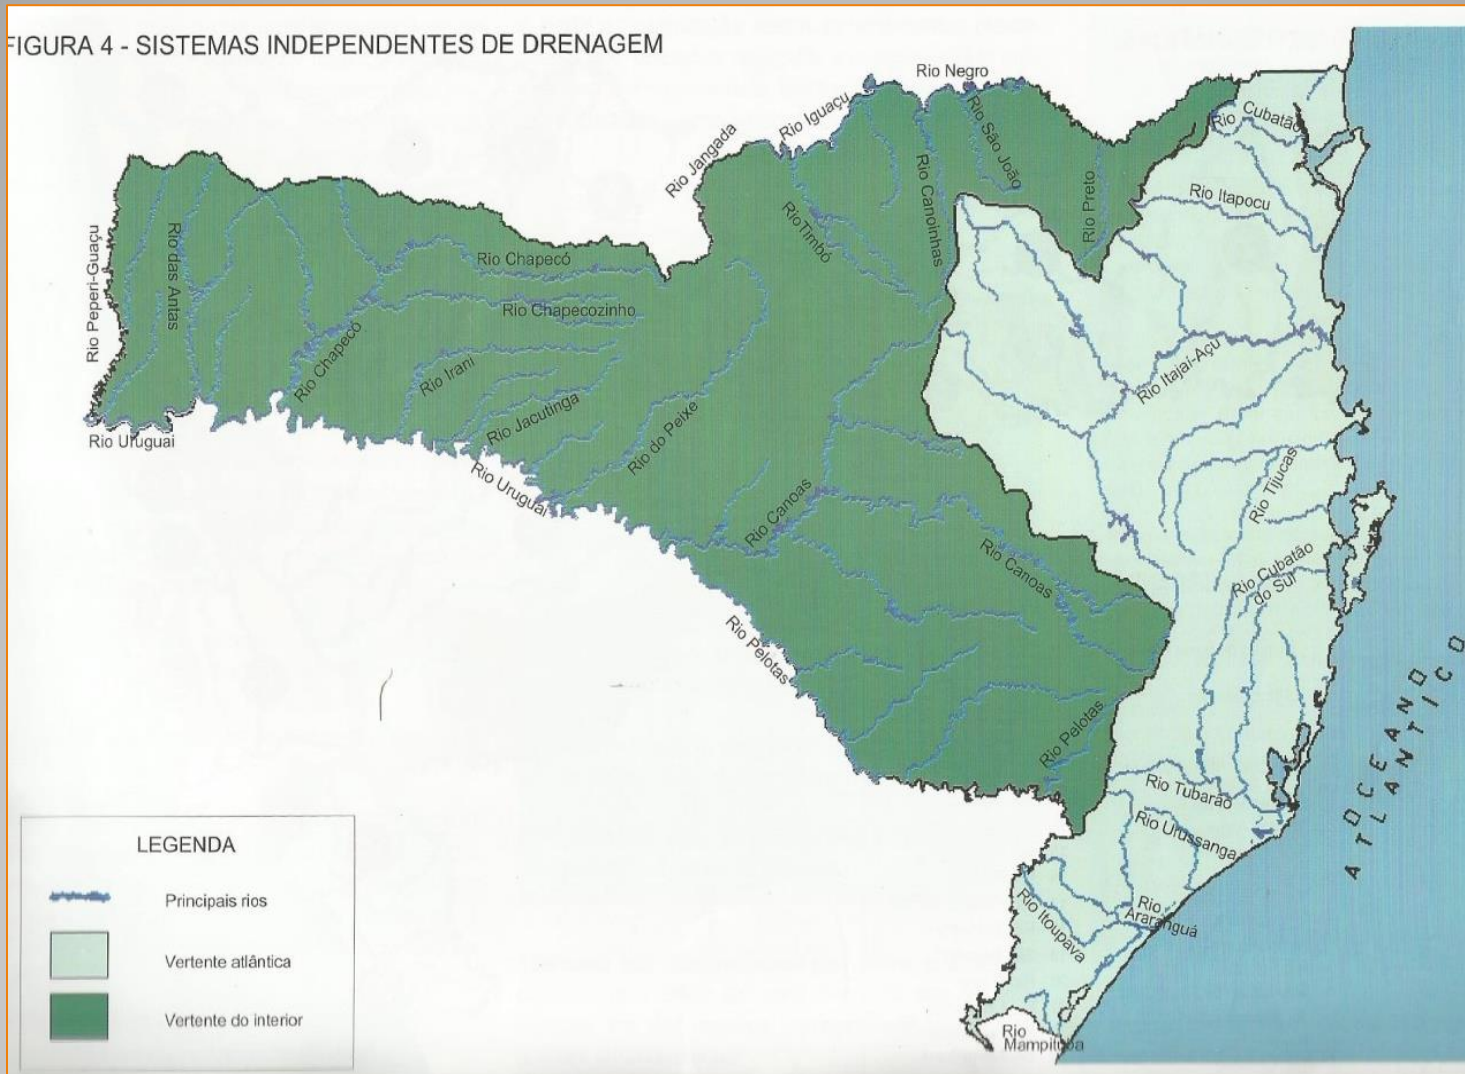 FIGURA 4 - SISTEMAS INDEPENDENTES DE DRENAGEM
Rio Negro
Rio Iguaçu
Rio Jangada
Rio São João
Rio Cubatão
Rio Canoinhas
Rio Preto
Rio Itapocu
Rio Timbó
Rio Peperi-Guaçu
Rio das Antas
Rio Chapecó
Rio Chapecozinho
Rio Chapecó
Rio Irani
Rio Jacutinga
Rio do Peixe
Rio Itajaí-Açu
Rio Uruguai
Rio Uruguai
Rio Tijucas
Rio Canoas
Rio Canoas
Rio Cubatão
do Sul
Rio Pelotas
Rio Pelotas
OCEANO
ATLANTICO
Rio Tubarão
Rio Urussanga
Rio Itoupava
Rio
Araranguá
Rio
Mampituba
LEGENDA
Principais rios
Vertente atlântica
Vertente do interior